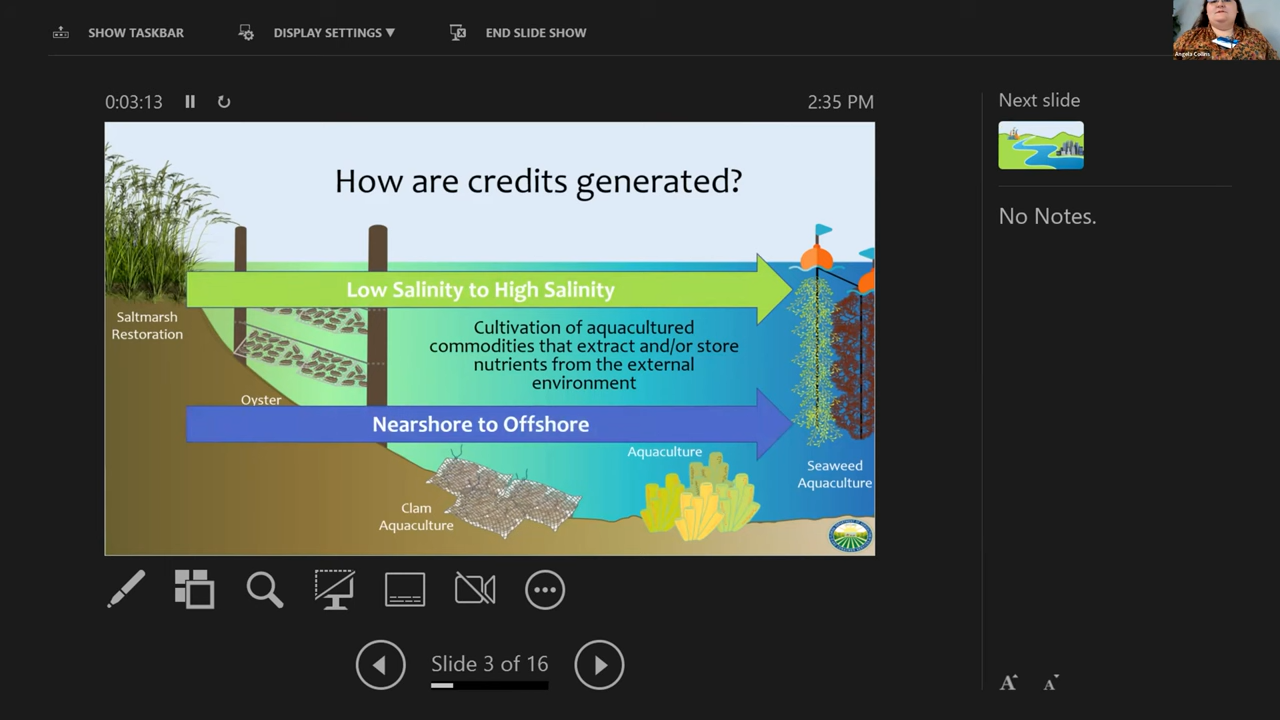 SHOW TASKBAR
DISPLAY SETTINGS ▼
END SLIDE SHOW
Angela Collins
0:03:13
2:35 PM
Next slide
No Notes.
How are credits generated?
Low Salinity to High Salinity
Saltmarsh
Restoration
Cultivation of aquacultured
commodities that extract and/or store
nutrients from the external
environment
Oyster
Nearshore to Offshore
Aquaculture
Seaweed
Aquaculture
Clam
Aquaculture
Slide 3 of 16
A
A